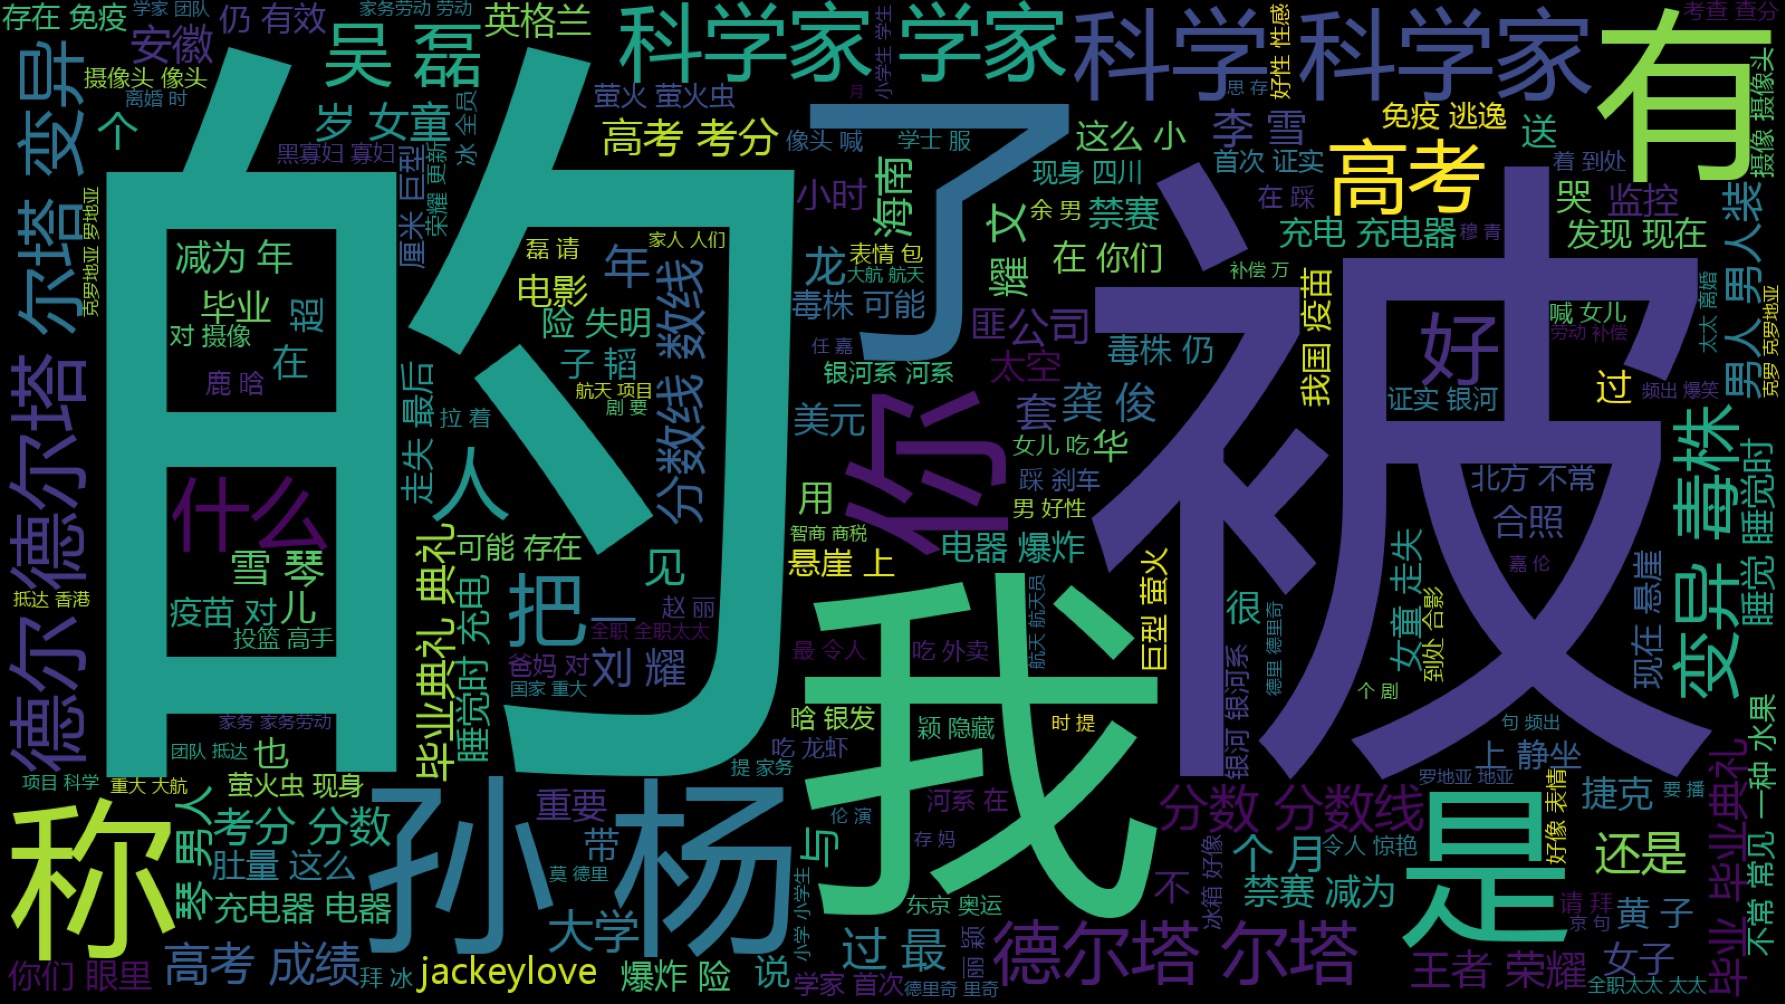 的
被
我
了
有
是
称
孙 杨
你
科学家 学家
科学 科学家
高考
存在 免疫
学家 团队
仍 有效
家务劳动 劳动
英格兰
安徽
吴 磊
摄像头 像头
离婚 时
个
岁 女童
冰 全员
黑寡妇 寡妇
萤火 萤火虫
小学生 学生
月
高考 考分
像头 喊
学士 服
好性 性感
思 存
考查 查分
这么 小
李 雪
免疫 逃逸
送
摄像 摄像头
首次 证实
着 到处
现身 四川
在 踩
哭
监控
余 男
禁赛
充电 充电器
穆 青
发现 现在
在 你们
补偿 万
变异
尔塔
克罗地亚 罗地亚
厘米 巨型
荣耀 更新
小时
海南
耀 文
龙
表情 包
大航 航天
毒株 可能
减为 年
毕业
超
对 摄像
在
鹿 晗
磊 请
家人 人们
电影
年
险 失明
子 韬
航天 项目
剧 要
分数线 数线
走失 最后
拉 着
人
任 嘉
匪公司
太空
毒株 仍
银河系 河系
美元
套
龚 俊
女儿 吃
华
我国 疫苗
好
证实 银河
喊 女儿
劳动 补偿
过
频出 爆笑
男人 男人装
太太 离婚
克罗 克罗地亚
德尔塔
德尔
什么
雪 琴
疫苗 对
儿
投篮 高手
抵达 香港
毕业典礼 典礼
睡觉时 充电
可能 存在
见
把
一
赵 丽
全职 全职太太
爸妈 对
刘 耀
国家 重大
用
智商 商税
悬崖 上
踩 刹车
男 好性
电器 爆炸
最 令人
吃 外卖
航天 航天员
巨型 萤火
北方 不常
合照
嘉 伦
很
女童 走失
到处 合影
德里 德里奇
银河 银河系
现在 悬崖
变异 毒株
睡觉 睡觉时
个 剧
句 频出
上 静坐
罗地亚 地亚
捷克
要 播
家务 家务劳动
团队 抵达
也
项目 科学
重大 大航
萤火虫 现身
晗 银发
颖 隐藏
时 提
吃 龙虾
提 家务
男人
考分 分数
肚量 这么
琴
充电器 电器
重要
带
莫 德里
大学
伦 演
与
河系 在
存 妈
小学 小学生
东京 奥运
分数 分数线
个 月
令人 惊艳
不
冰箱 好像
禁赛 减为
好像 表情
还是
请 拜
京 句
黄 子
毕业 毕业典礼
不常 常见
一种 水果
你们 眼里
高考 成绩
拜 冰
jackeylove
爆炸 险
说
过 最
丽 颖
学家 首次
德里奇 里奇
德尔塔 尔塔
王者 荣耀
女子
全职太太 太太